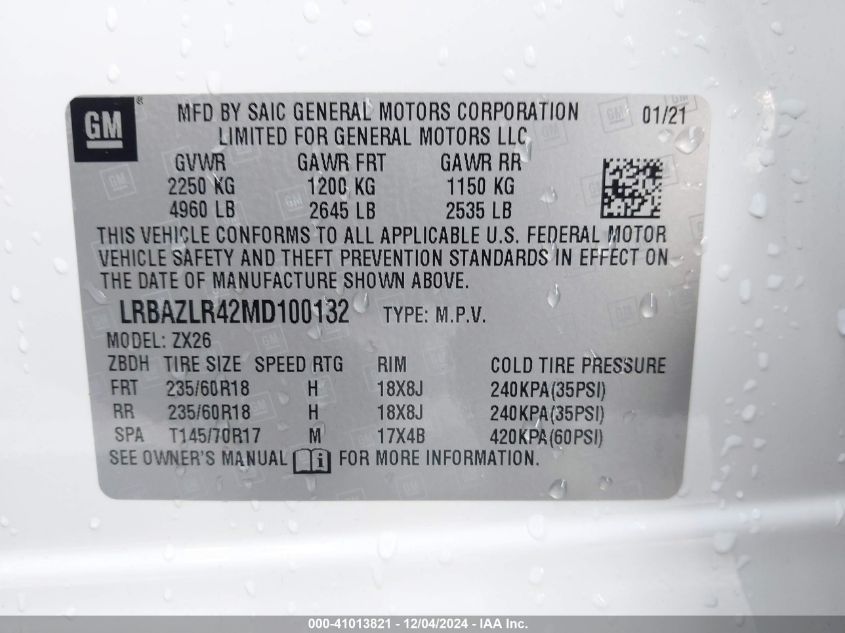 GM ®
MFD BY SAIC GENERAL MOTORS CORPORATION 01/21
LIMITED FOR GENERAL MOTORS LLC
GVWR GAWR FRT GAWR RR
2250 KG 1200 KG 1150 KG
4960 LB 2645 LB 2535 LB
THIS VEHICLE CONFORMS TO ALL APPLICABLE U.S. FEDERAL MOTOR
VEHICLE SAFETY AND THEFT PREVENTION STANDARDS IN EFFECT ON
THE DATE OF MANUFACTURE SHOWN ABOVE.
LRBAZLR42MD100132 TYPE: M.P.V.
MODEL: ZX26
ZBDH TIRE SIZE SPEED RTG RIM COLD TIRE PRESSURE
FRT 235/60R18 H 18X8J 240KPA(35PSI)
RR 235/60R18 H 18X8J 240KPA(35PSI)
SPA T145/70R17 M 17X4B 420KPA(60PSI)
SEE OWNER'S MANUAL i FOR MORE INFORMATION.
000-41013821 - 12/04/2024 - IAA Inc.